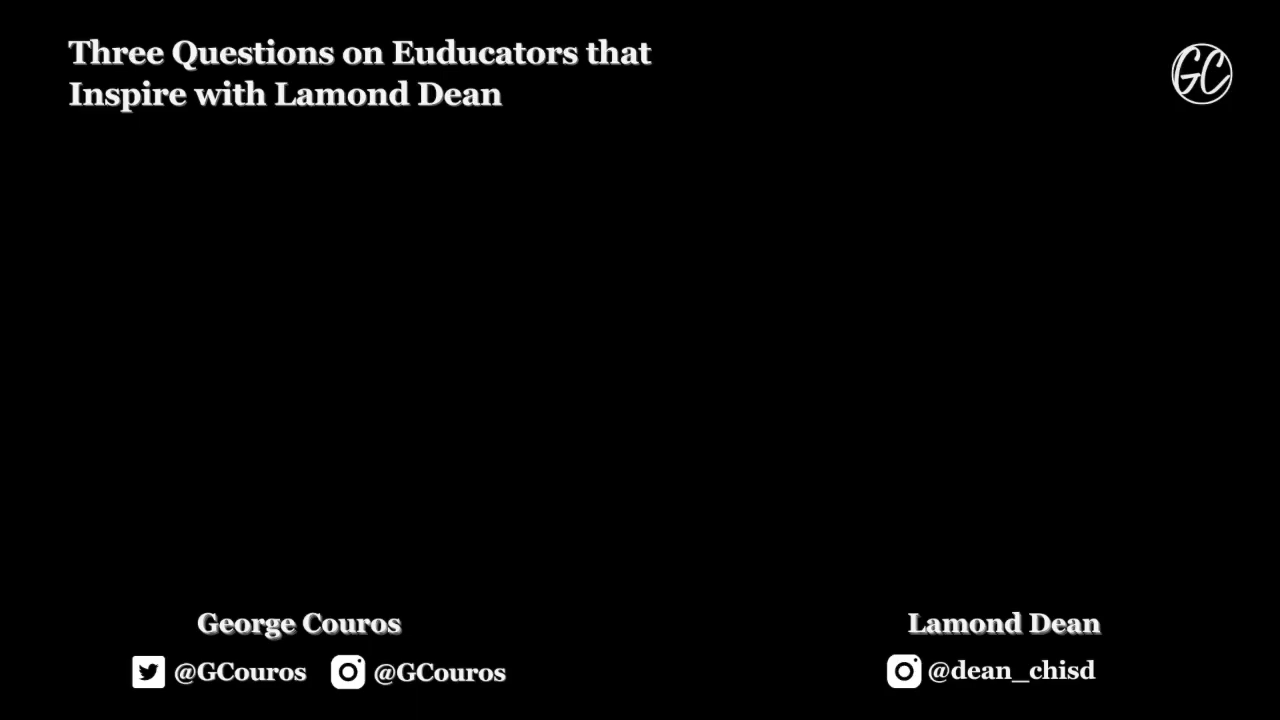 Three Questions on Euducators that
Inspire with Lamond Dean
GC
George Couros
Lamond Dean
@GCouros
@GCouros
@dean_chisd